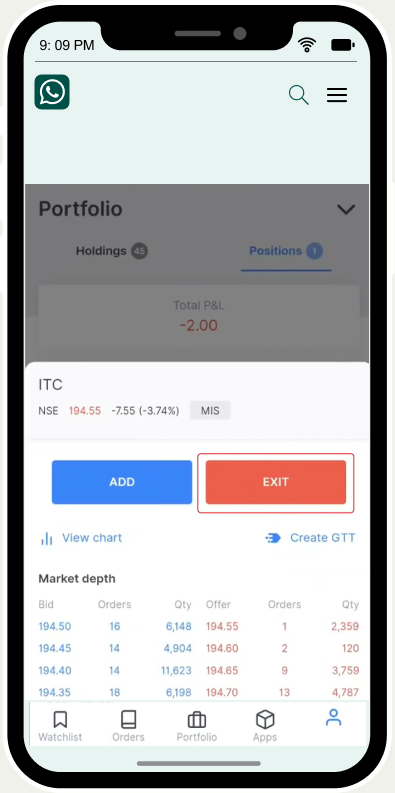 9: 09 PM
Portfolio
Holdings 45 Positions 1
Total P&L
-2.00
ITC
NSE 194.55 -7.55 (-3.74%) MIS
ADD EXIT
View chart Create GTT
Market depth
Bid Orders Qty Offer Orders Qty
194.50 16 6,148 194.55 1 2,359
194.45 14 4,904 194.60 2 120
194.40 14 11,623 194.65 9 3,759
194.35 18 6,198 194.70 13 4,787
Watchlist Orders Portfolio Apps